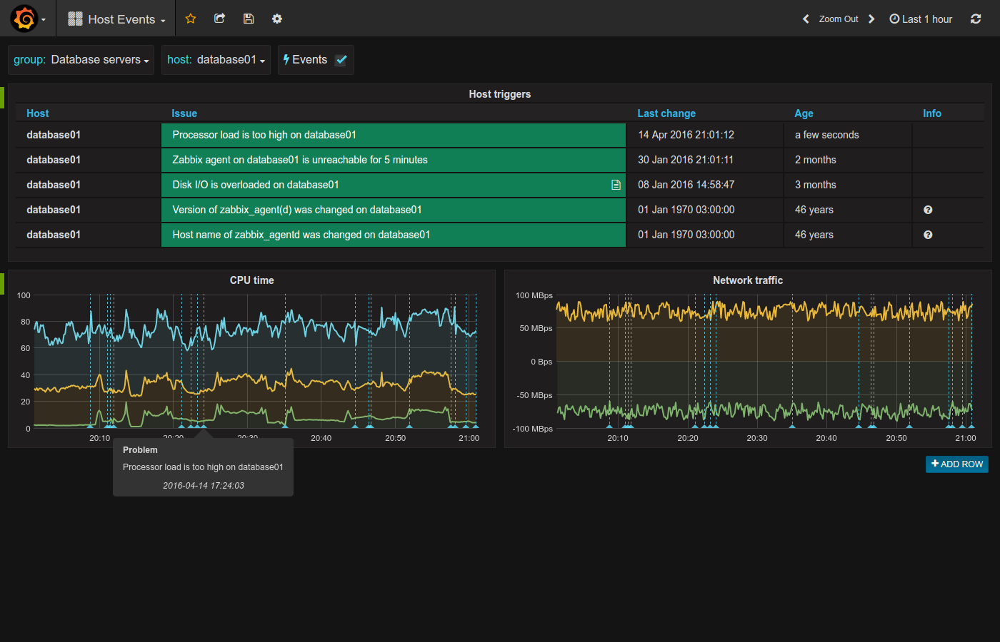 Host Events
Zoom Out
Last 1 hour
group: Database servers
host: database01
Events
Host triggers
Host Issue Last change Age Info
database01 Processor load is too high on database01 14 Apr 2016 21:01:12 a few seconds
database01 Zabbix agent on database01 is unreachable for 5 minutes 30 Jan 2016 21:01:11 2 months
database01 Disk I/O is overloaded on database01 08 Jan 2016 14:58:47 3 months
database01 Version of zabbix_agent(d) was changed on database01 01 Jan 1970 03:00:00 46 years
database01 Host name of zabbix_agentd was changed on database01 01 Jan 1970 03:00:00 46 years
CPU time
100
80
60
40
20
0
20:10 20:20 20:30 20:40 20:50 21:00
Problem
Processor load is too high on database01
2016-04-14 17:24:03
Network traffic
100 MBps
50 MBps
0 Bps
-50 MBps
-100 MBps
20:10 20:20 20:30 20:40 20:50 21:00
ADD ROW